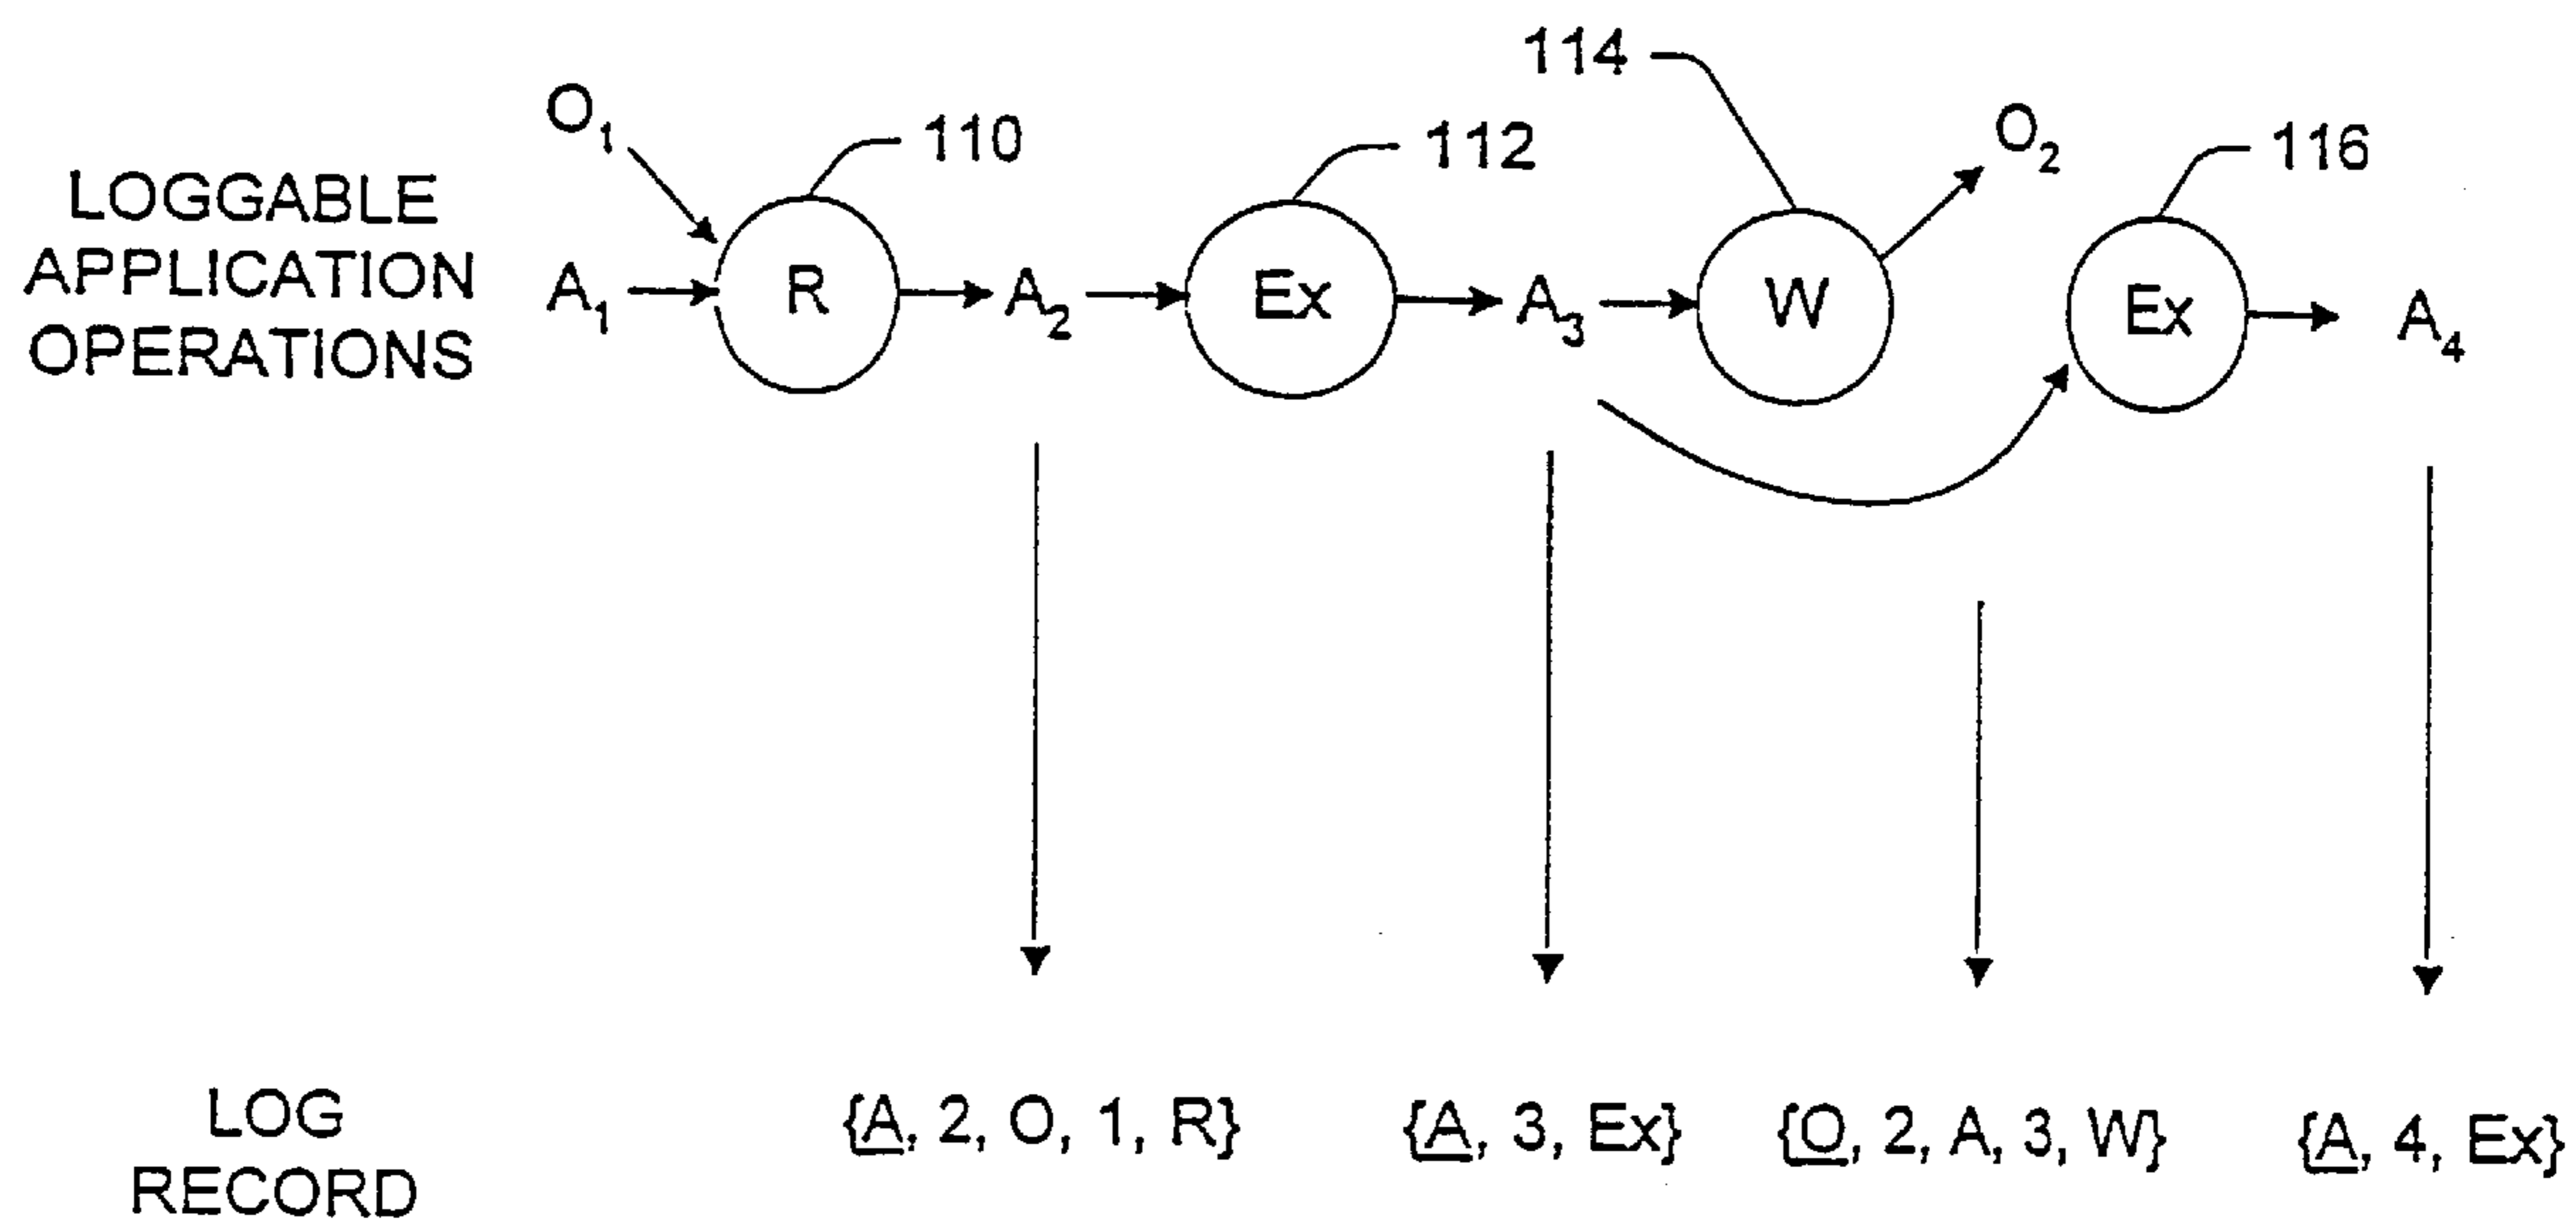 114
O₁
110
112
O₂
116
LOGGABLE
APPLICATION
OPERATIONS
A₁ R A₂ Ex A₃ W Ex A₄
LOG
RECORD
{A, 2, O, 1, R} {A, 3, Ex} {O, 2, A, 3, W} {A, 4, Ex}